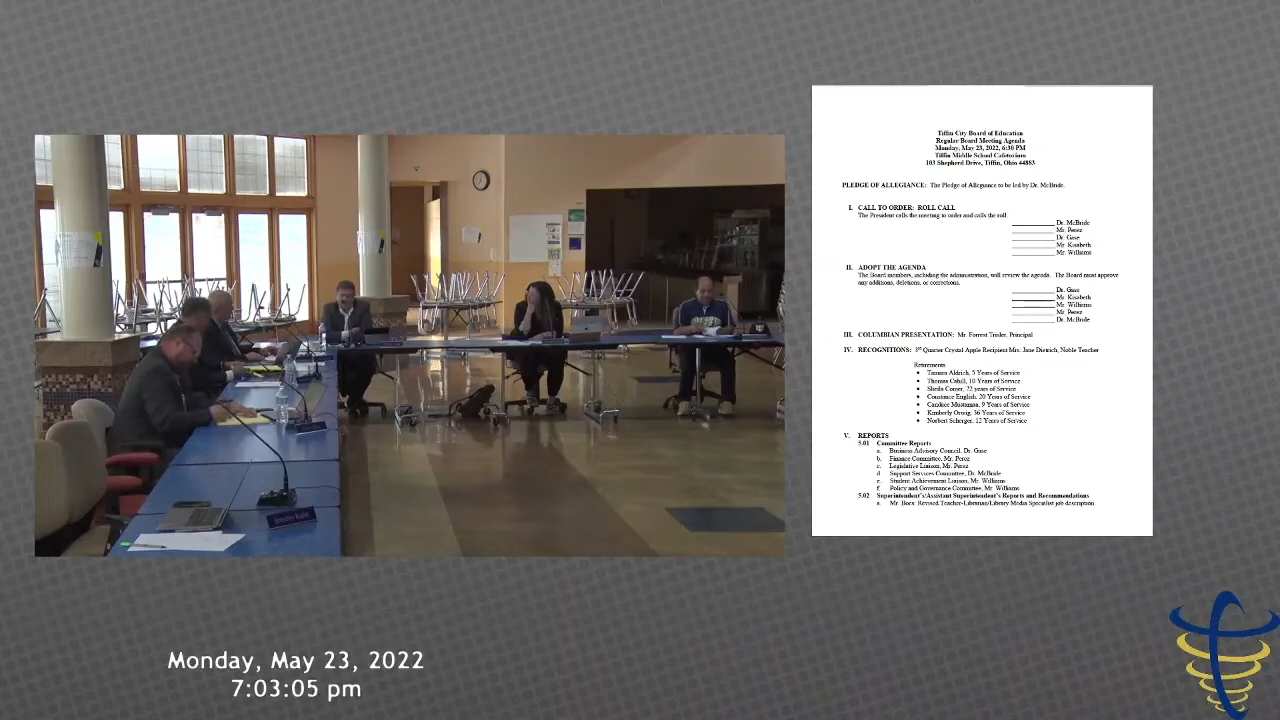 Tiffin City Board of Education
Regular Board Meeting Agenda
Monday, May 23, 2022, 6:30 PM
Tiffin Middle School Cafetorium
103 Shepherd Drive, Tiffin, Ohio 44883
PLEDGE OF ALLEGIANCE: The Pledge of Allegiance to be led by Dr. McBride.
I. CALL TO ORDER: ROLL CALL
The President calls the meeting to order and calls the roll.
Dr. McBride
Mr. Perez
Dr. Gase
Mr. Kisabeth
Mr. Williams
II. ADOPT THE AGENDA
The Board members, including the administration, will review the agenda. The Board must approve
any additions, deletions, or corrections.
Dr. Gase
Mr. Kisabeth
Mr. Williams
Mr. Perez
Dr. McBride
III. COLUMBIAN PRESENTATION: Mr. Forrest Trisler, Principal
IV. RECOGNITIONS: 3rd Quarter Crystal Apple Recipient Mrs. Jane Dietrich, Noble Teacher
Retirements
• Tamara Aldrich, 5 Years of Service
• Thomas Cahill, 10 Years of Service
• Sheila Comer, 22 years of Service
• Constance English, 20 Years of Service
• Candace Mustamaa, 9 Years of Service
• Kimberly Orwig, 36 Years of Service
• Norbert Scherger, 12 Years of Service
V. REPORTS
5.01 Committee Reports
a. Business Advisory Council, Dr. Gase
b. Finance Committee, Mr. Perez
c. Legislative Liaison, Mr. Perez
d. Support Services Committee, Dr. McBride
e. Student Achievement Liaison, Mr. Williams
f. Policy and Governance Committee, Mr. Williams
5.02 Superintendent's/Assistant Superintendent's Reports and Recommendations
a. Mr. Boes: Revised Teacher-Librarian/Library Media Specialist job description
Monday, May 23, 2022
7:03:05 pm